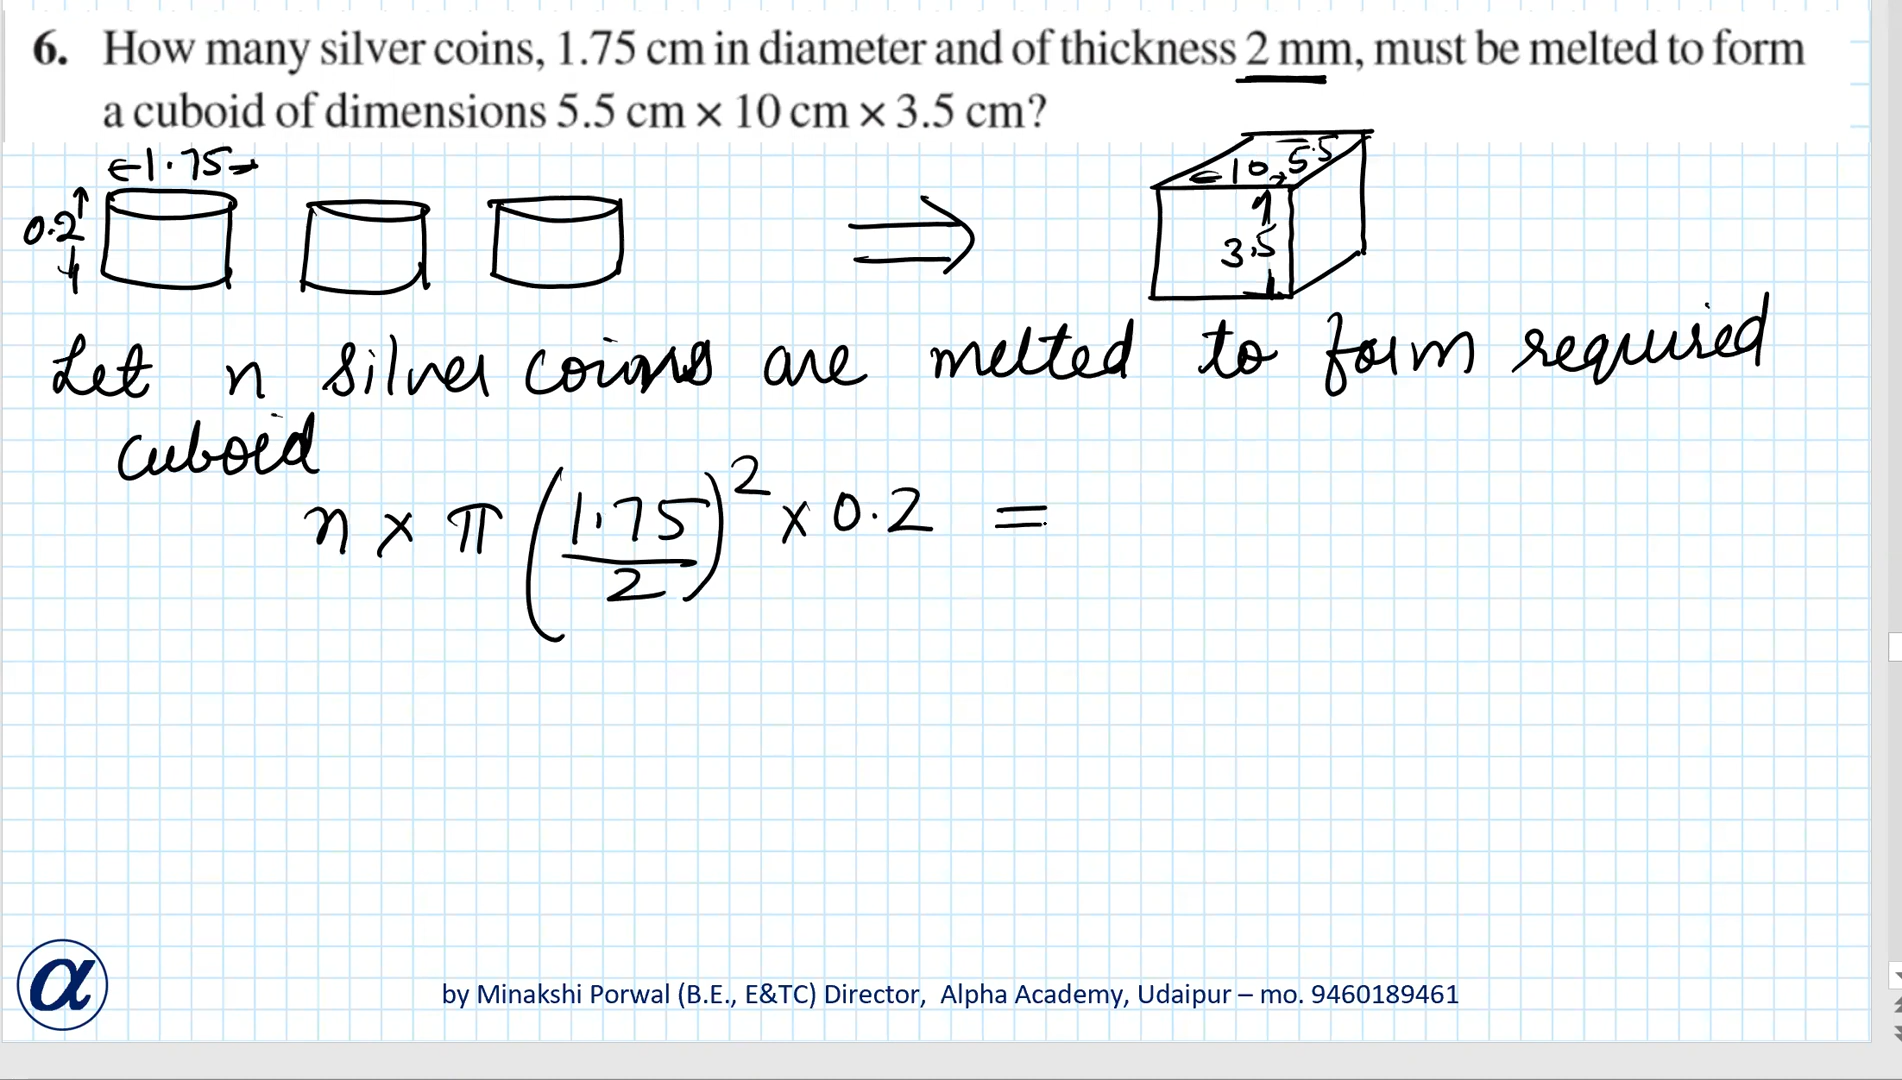 6. How many silver coins, 1.75 cm in diameter and of thickness 2 mm, must be melted to form
a cuboid of dimensions 5.5 cm × 10 cm × 3.5 cm?
←1.75→
0.2
←10→ 5.5
3.5
⇒
Let n silver coins are melted to form required
cuboid
n × π (1.75/2)² × 0.2 =
α
by Minakshi Porwal (B.E., E&TC) Director, Alpha Academy, Udaipur – mo. 9460189461